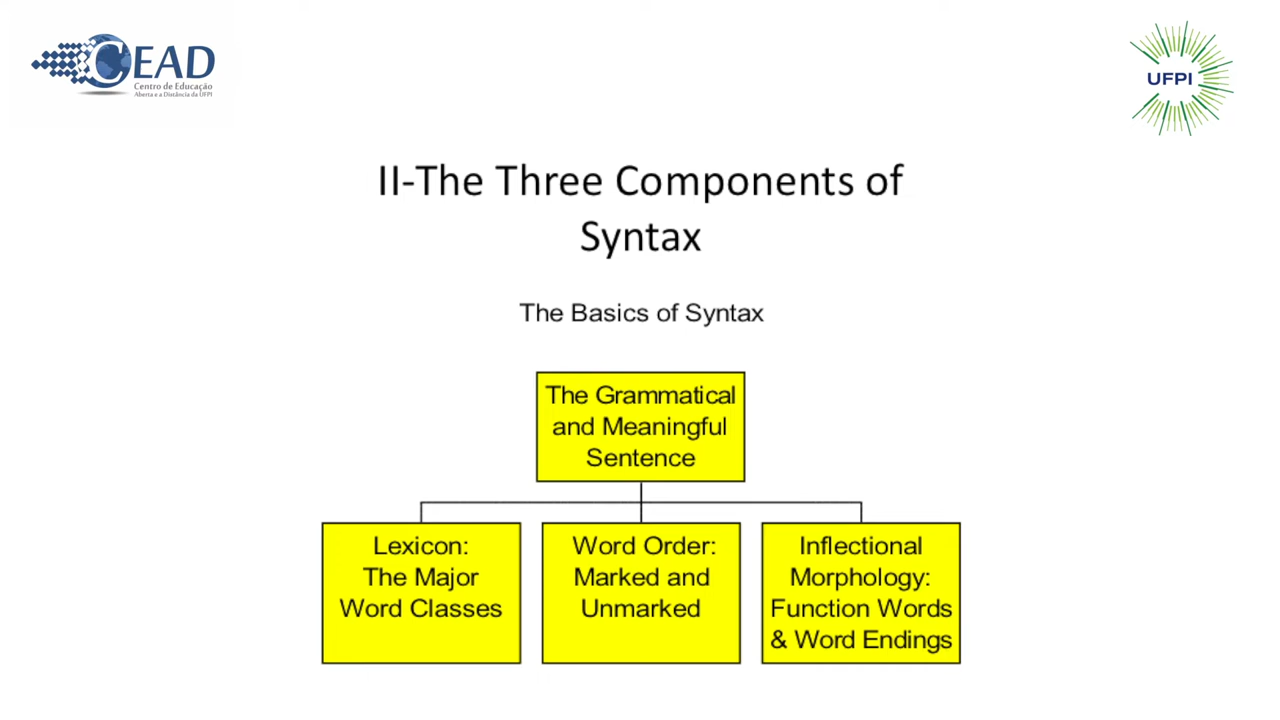 CEAD
Centro de Educação
Aberta e a Distância da UFPI
UFPI
II-The Three Components of
Syntax
The Basics of Syntax
The Grammatical
and Meaningful
Sentence
Lexicon:
The Major
Word Classes
Word Order:
Marked and
Unmarked
Inflectional
Morphology:
Function Words
& Word Endings